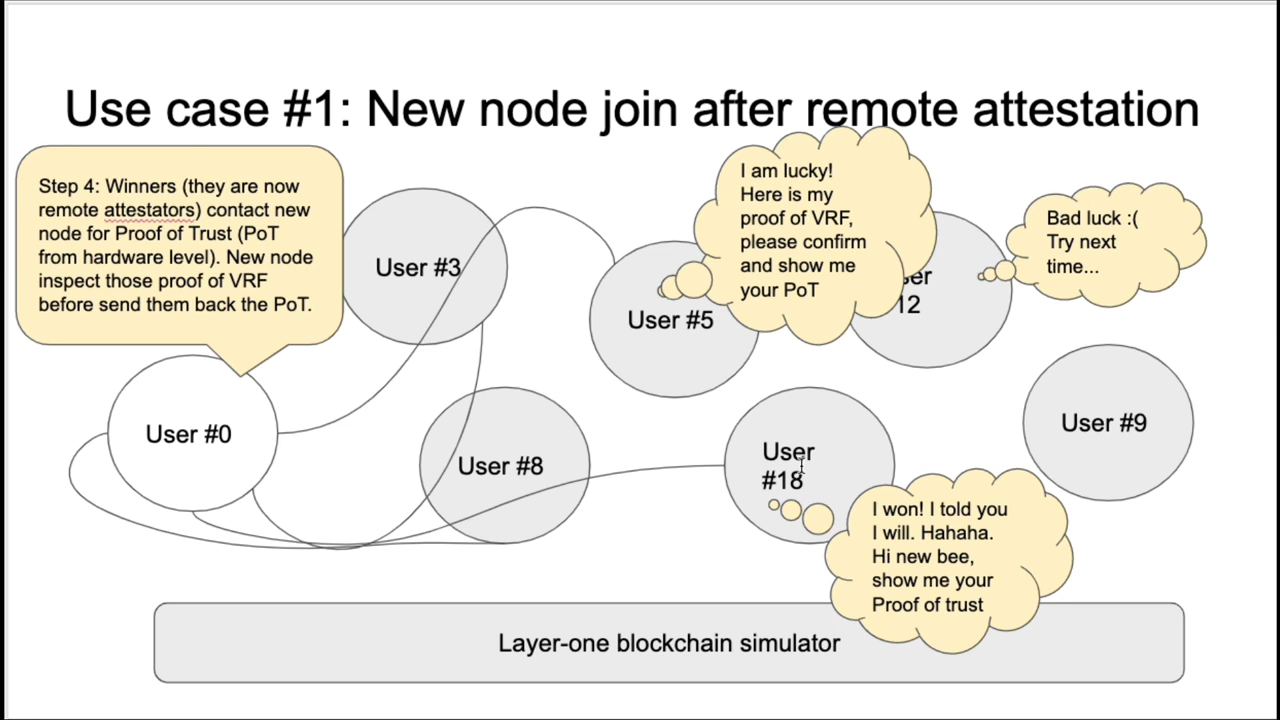 Use case #1: New node join after remote attestation
Step 4: Winners (they are now
remote attestators) contact new
node for Proof of Trust (PoT
from hardware level). New node
inspect those proof of VRF
before send them back the PoT.
User #3
I am lucky!
Here is my
proof of VRF,
please confirm
and show me
your PoT
User #5
12
Bad luck :(
Try next
time...
User #0
User #8
User
#18
User #9
I won! I told you
I will. Hahaha.
Hi new bee,
show me your
Proof of trust
Layer-one blockchain simulator